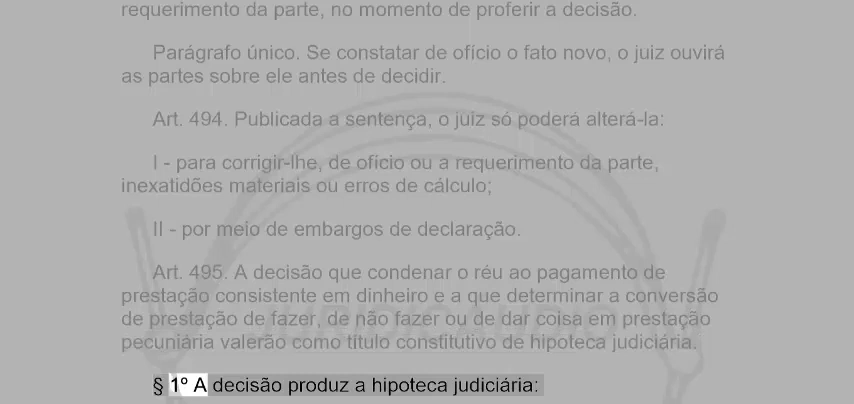 requerimento da parte, no momento de proferir a decisão.
Parágrafo único. Se constatar de ofício o fato novo, o juiz ouvirá
as partes sobre ele antes de decidir.
Art. 494. Publicada a sentença, o juiz só poderá alterá-la:
I - para corrigir-lhe, de ofício ou a requerimento da parte,
inexatidões materiais ou erros de cálculo;
II - por meio de embargos de declaração.
Art. 495. A decisão que condenar o réu ao pagamento de
prestação consistente em dinheiro e a que determinar a conversão
de prestação de fazer, de não fazer ou de dar coisa em prestação
JURIDICANDO
pecuniária valerão como título constitutivo de hipoteca judiciária.
§ 1º A decisão produz a hipoteca judiciária: